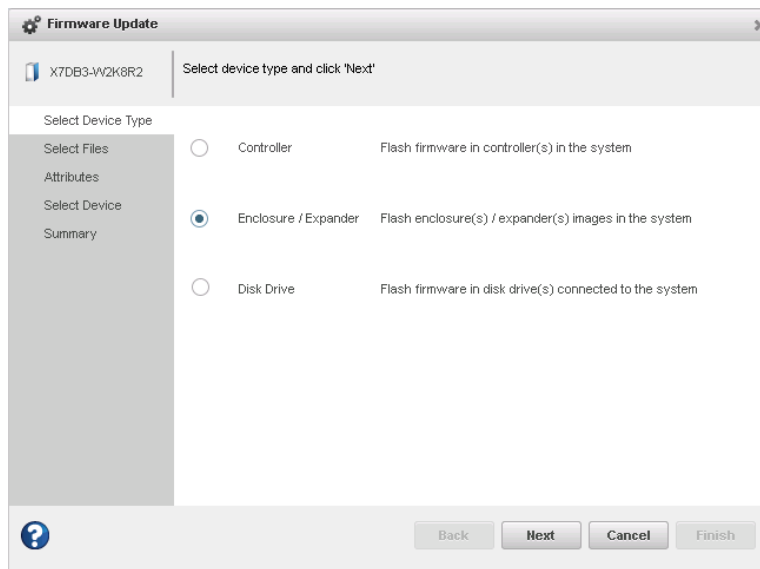 Firmware Update
X7DB3-W2K8R2
Select device type and click 'Next'
Select Device Type
Select Files
Attributes
Select Device
Summary
Controller Flash firmware in controller(s) in the system
Enclosure / Expander Flash enclosure(s) / expander(s) images in the system
Disk Drive Flash firmware in disk drive(s) connected to the system
? Back Next Cancel Finish